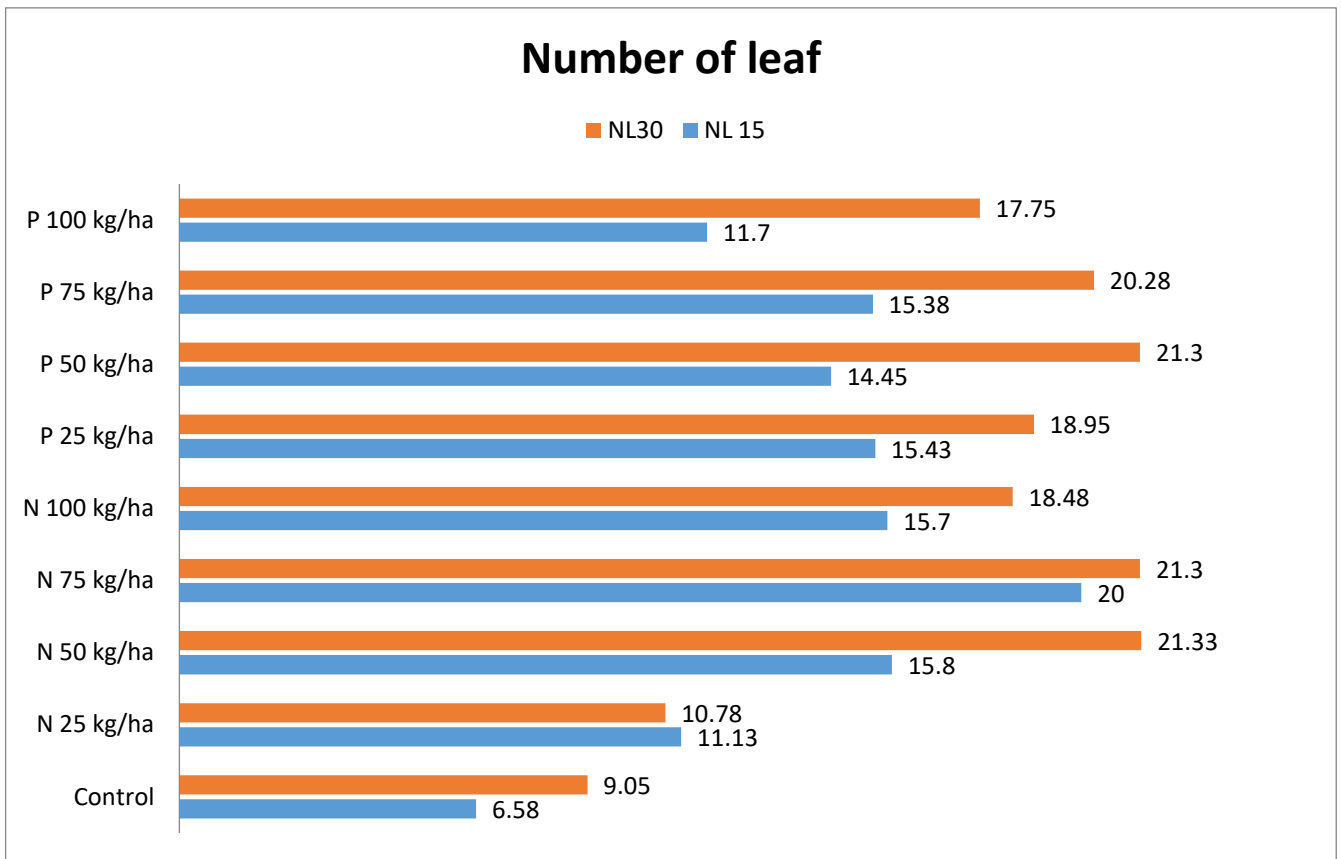 Number of leaf
NL30 NL 15
P 100 kg/ha 17.75
11.7
P 75 kg/ha 20.28
15.38
P 50 kg/ha 21.3
14.45
P 25 kg/ha 18.95
15.43
N 100 kg/ha 18.48
15.7
N 75 kg/ha 21.3
20
N 50 kg/ha 21.33
15.8
N 25 kg/ha 10.78
11.13
Control 9.05
6.58